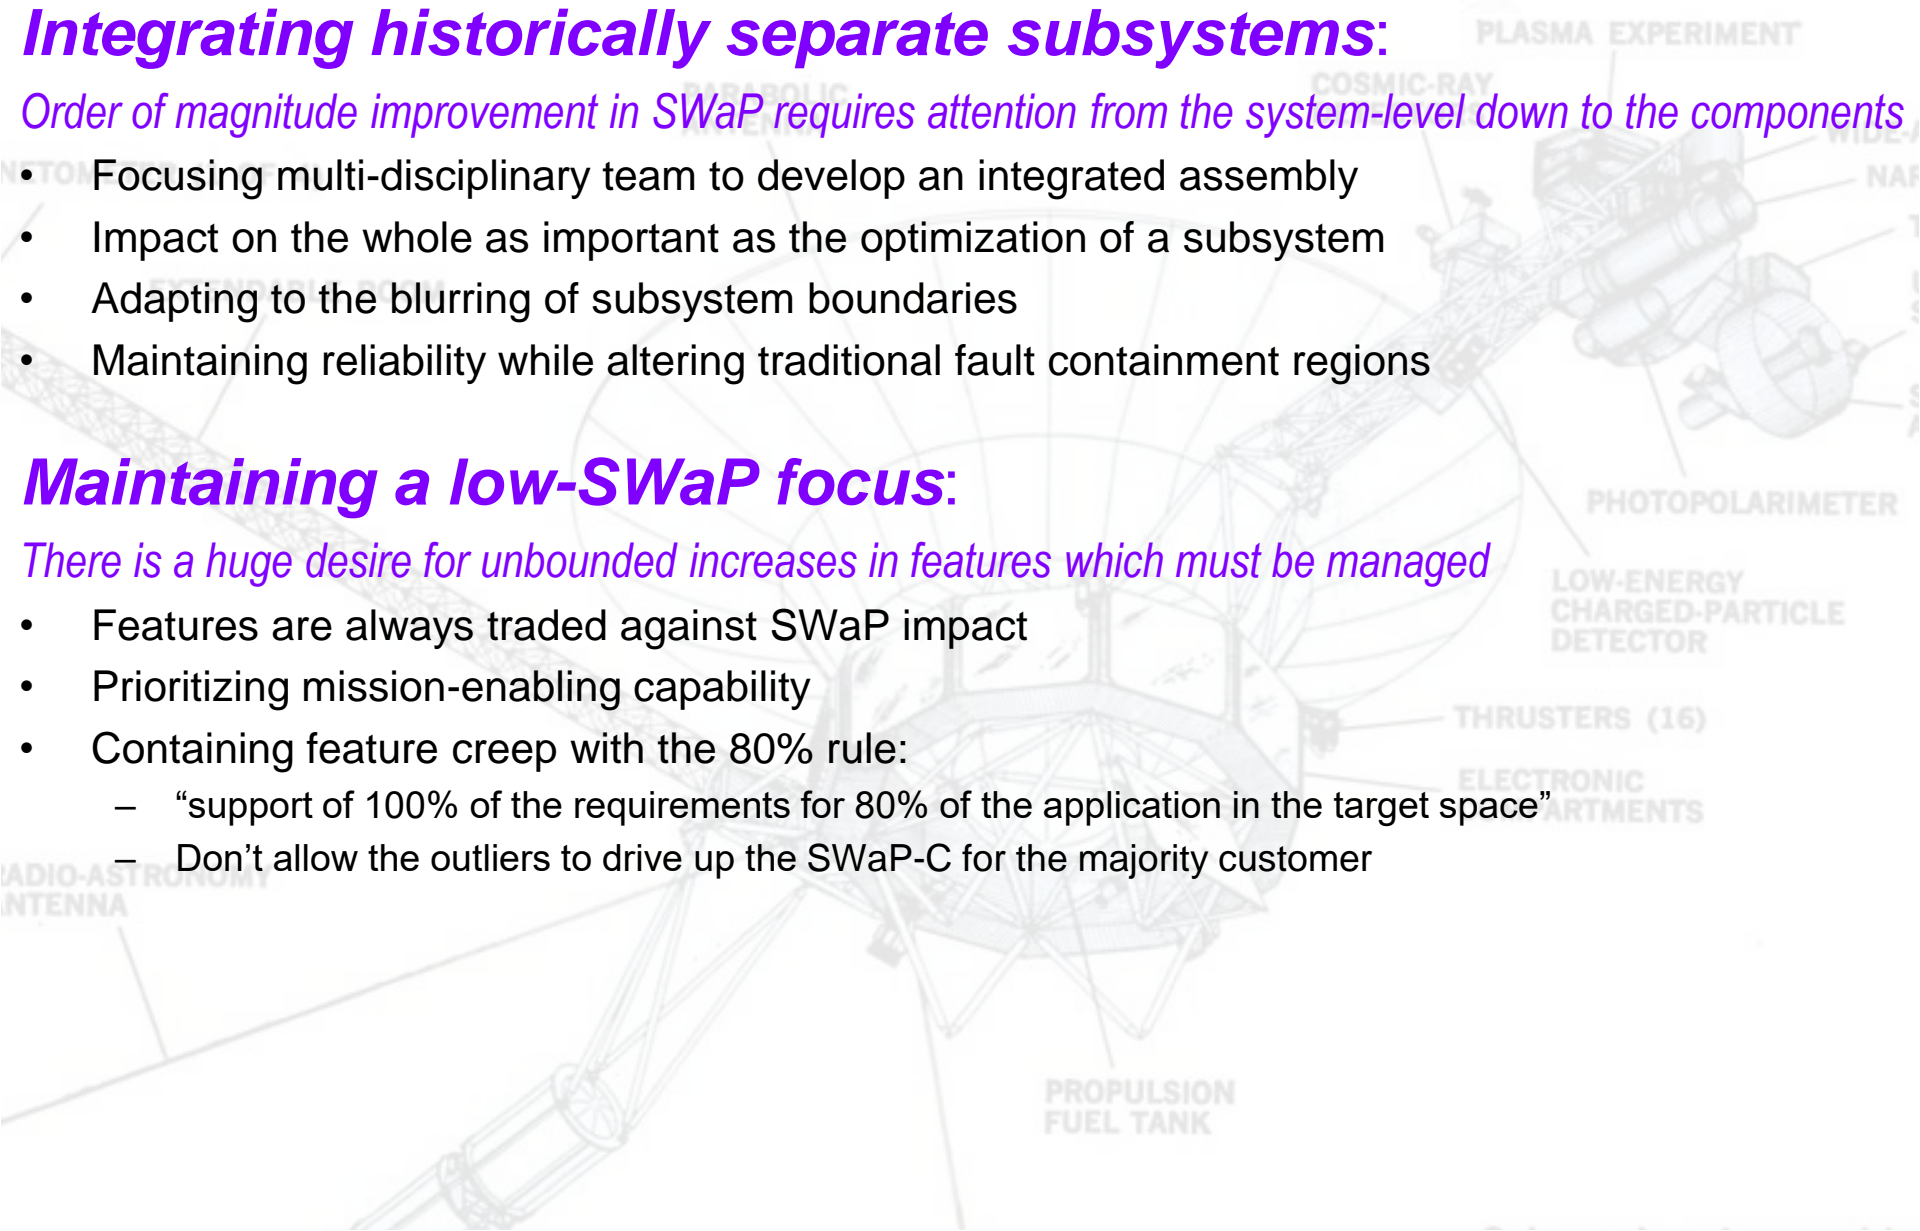 Integrating historically separate subsystems:
Order of magnitude improvement in SWaP requires attention from the system-level down to the components
• Focusing multi-disciplinary team to develop an integrated assembly
• Impact on the whole as important as the optimization of a subsystem
• Adapting to the blurring of subsystem boundaries
• Maintaining reliability while altering traditional fault containment regions
Maintaining a low-SWaP focus:
There is a huge desire for unbounded increases in features which must be managed
• Features are always traded against SWaP impact
• Prioritizing mission-enabling capability
• Containing feature creep with the 80% rule:
– “support of 100% of the requirements for 80% of the application in the target space”
– Don’t allow the outliers to drive up the SWaP-C for the majority customer
PLASMA EXPERIMENT
PARABOLIC
COSMIC-RAY
EXTENDABLE BOOM
PHOTOPOLARIMETER
LOW-ENERGY
CHARGED-PARTICLE
DETECTOR
THRUSTERS (16)
ELECTRONIC
PROPULSION
FUEL TANK